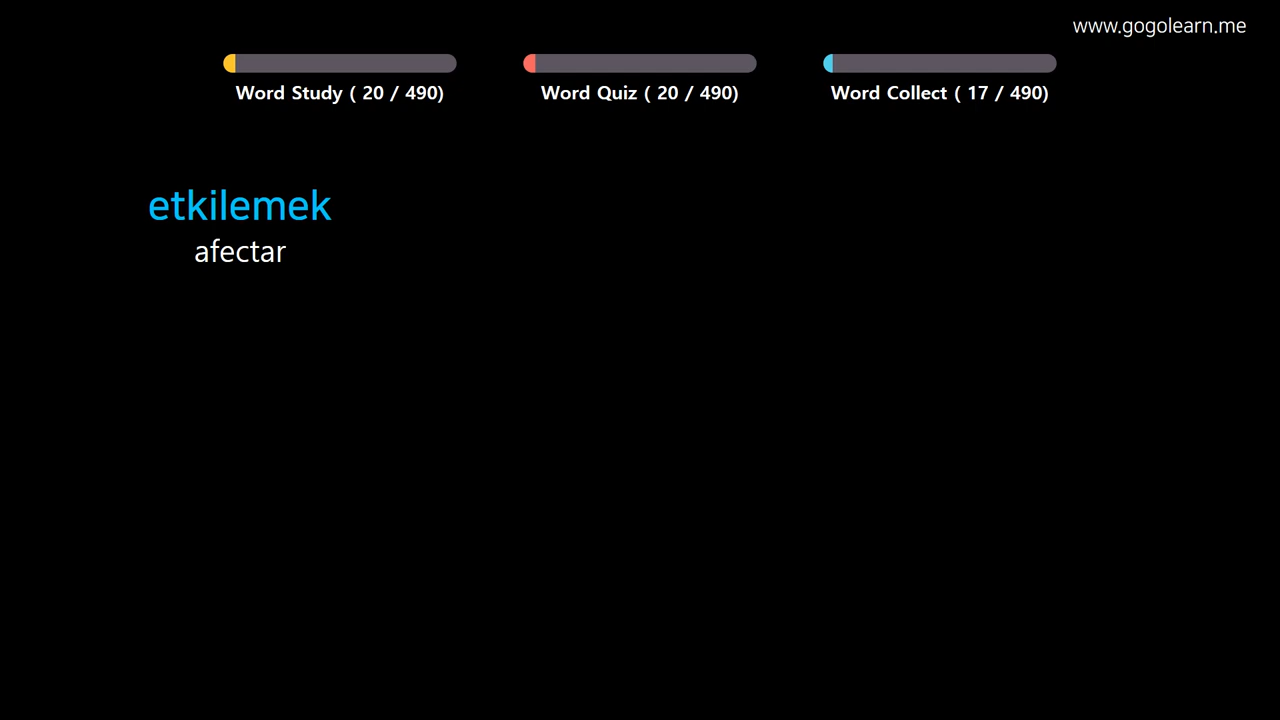 www.gogolearn.me
Word Study ( 20 / 490)
Word Quiz ( 20 / 490)
Word Collect ( 17 / 490)
etkilemek
afectar